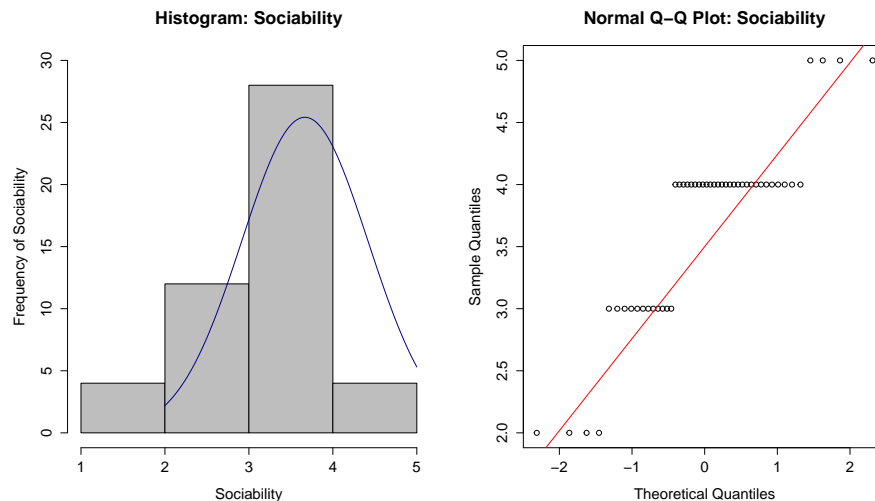 Histogram: Sociability
Frequency of Sociability
30
25
20
15
10
5
0
1 2 3 4 5
Sociability
Normal Q−Q Plot: Sociability
Sample Quantiles
5.0
4.5
4.0
3.5
3.0
2.5
2.0
−2 −1 0 1 2
Theoretical Quantiles